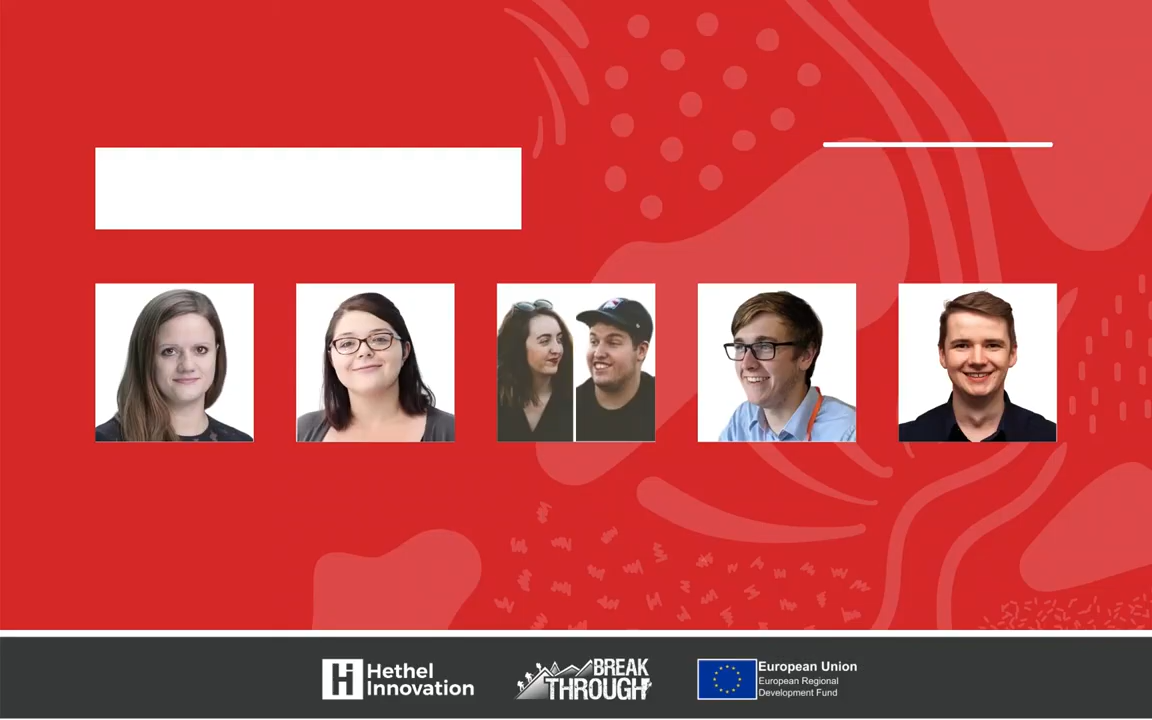 Hethel
Innovation
BREAK
THROUGH
European Union
European Regional
Development Fund